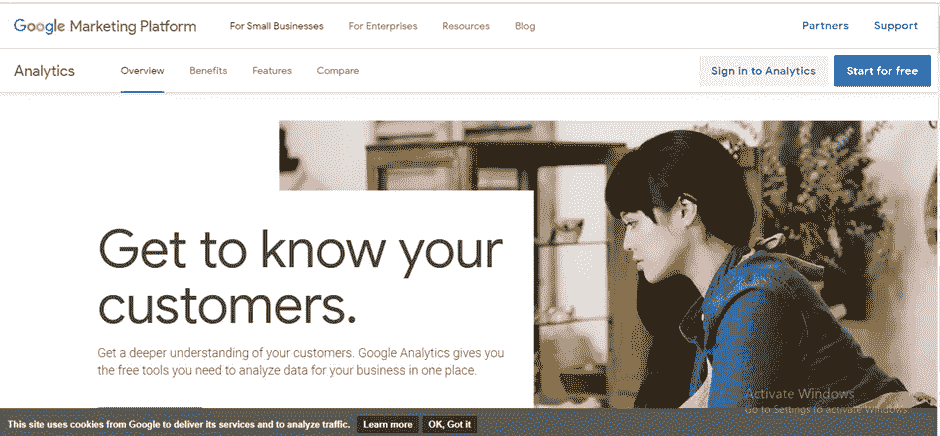 Google Marketing Platform For Small Businesses For Enterprises Resources Blog Partners Support
Analytics Overview Benefits Features Compare Sign in to Analytics Start for free
Get to know your
customers.
Get a deeper understanding of your customers. Google Analytics gives you
the free tools you need to analyze data for your business in one place.
Activate Windows
Go to Settings to activate Windows.
This site uses cookies from Google to deliver its services and to analyze traffic. Learn more OK, Got it